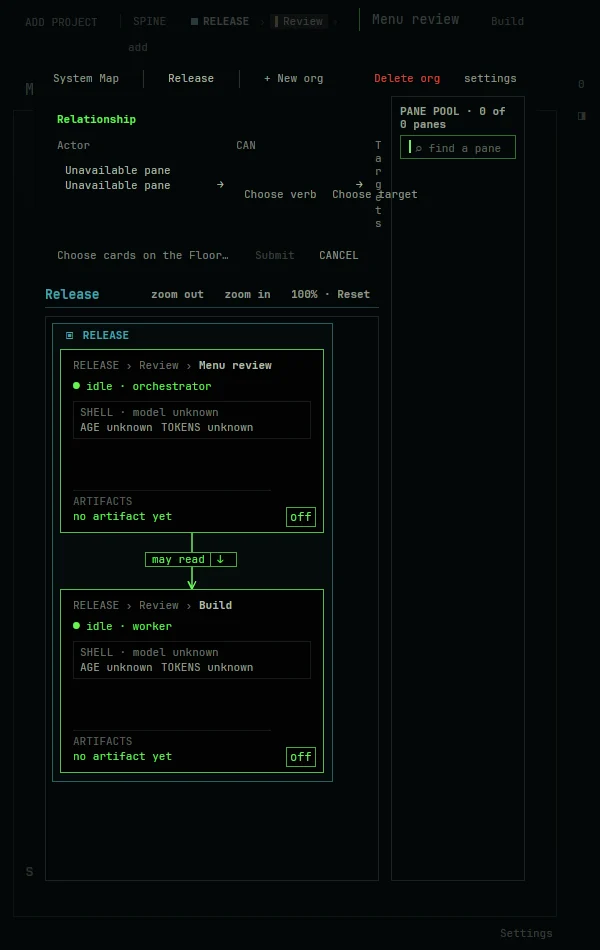 ADD PROJECT SPINE RELEASE › Review › Menu review Build
add
System Map Release + New org Delete org settings
M
0
Relationship
Actor CAN Targets
Unavailable pane
Unavailable pane → Choose verb → Choose target
Choose cards on the Floor… Submit CANCEL
PANE POOL · 0 of
0 panes
⌕ find a pane
Release zoom out zoom in 100% · Reset
▣ RELEASE
RELEASE › Review › Menu review
idle · orchestrator
SHELL · model unknown
AGE unknown TOKENS unknown
ARTIFACTS
no artifact yet
off
may read ↓
RELEASE › Review › Build
idle · worker
SHELL · model unknown
AGE unknown TOKENS unknown
ARTIFACTS
no artifact yet
off
S
Settings